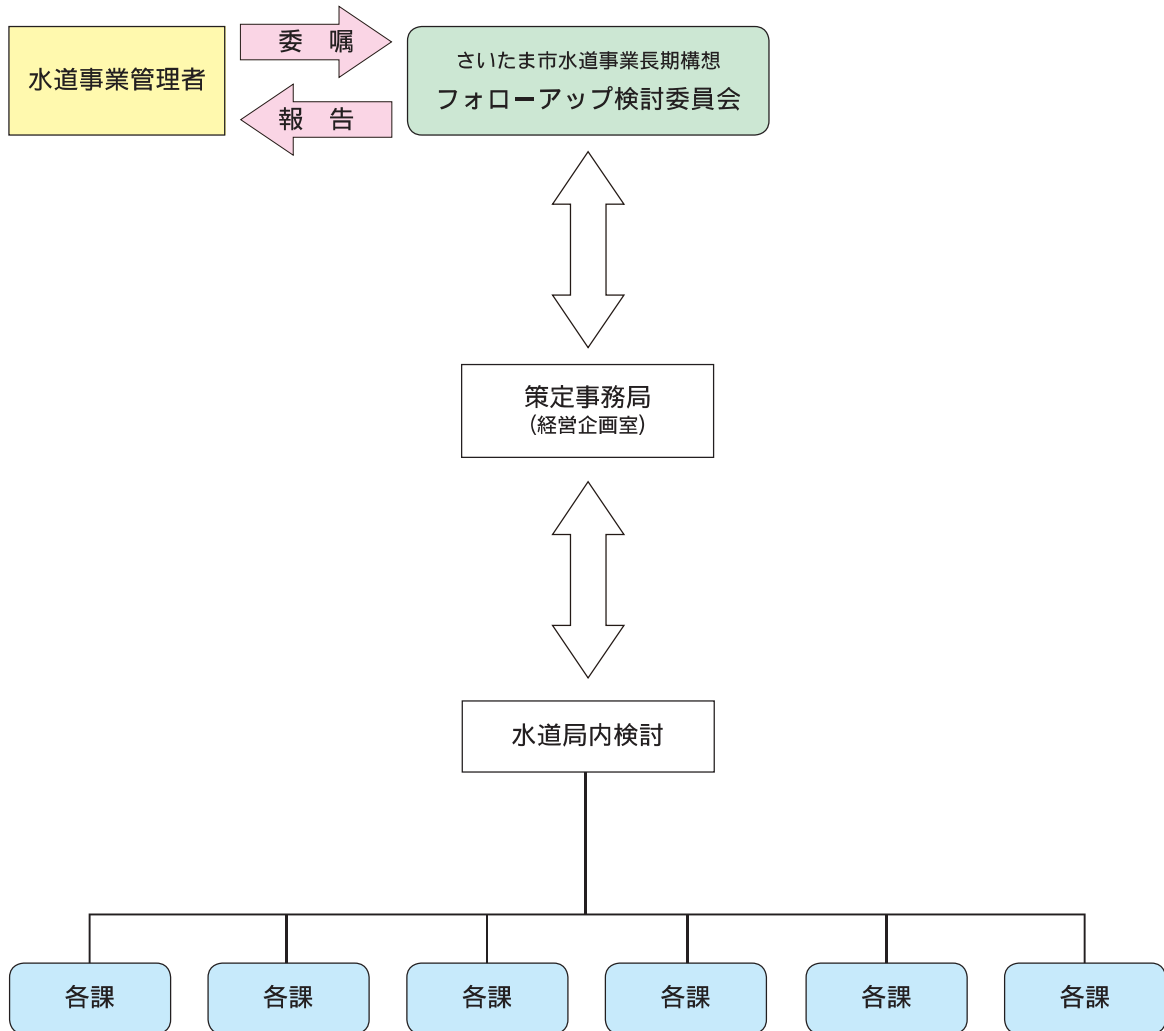 水道事業管理者
委 嘱
報 告
さいたま市水道事業長期構想
フォローアップ検討委員会
策定事務局
(経営企画室)
水道局内検討
各課
各課
各課
各課
各課
各課